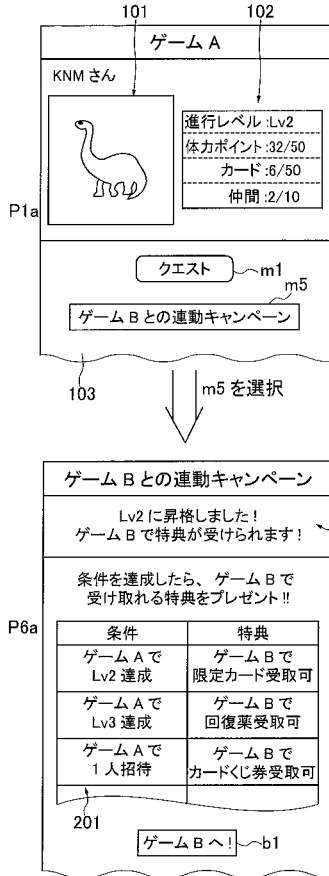 101
102
ゲーム A
KNM さん
進行レベル:Lv2
体力ポイント:32/50
カード:6/50
仲間:2/10
P1a
クエスト
m1
m5
ゲーム B との連動キャンペーン
103
m5 を選択
ゲーム B との連動キャンペーン
Lv2 に昇格しました!
ゲーム B で特典が受けられます!
条件を達成したら、ゲーム B で
受け取れる特典をプレゼント!!
P6a
条件
特典
ゲーム A で
Lv2 達成
ゲーム B で
限定カード受取可
ゲーム A で
Lv3 達成
ゲーム B で
回復薬受取可
ゲーム A で
1 人招待
ゲーム B で
カードくじ券受取可
201
ゲーム B へ!
b1